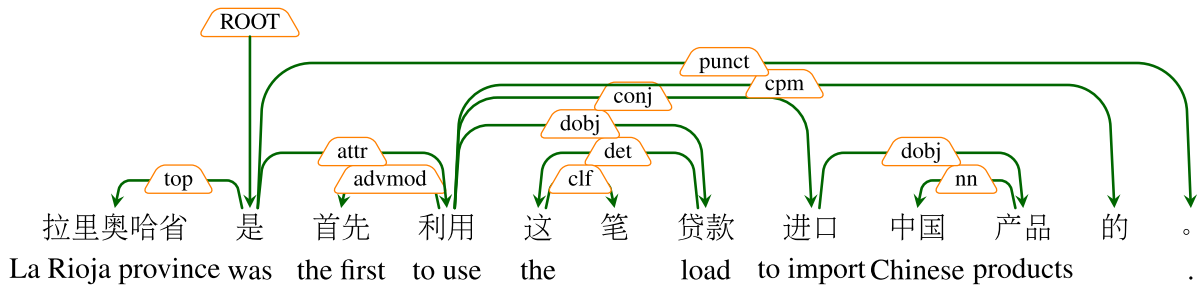 ROOT
punct
cpm
conj
dobj
attr det dobj
top advmod clf nn
拉里奥哈省 是 首先 利用 这 笔 贷款 进口 中国 产品 的 。
La Rioja province was the first to use the load to import Chinese products .